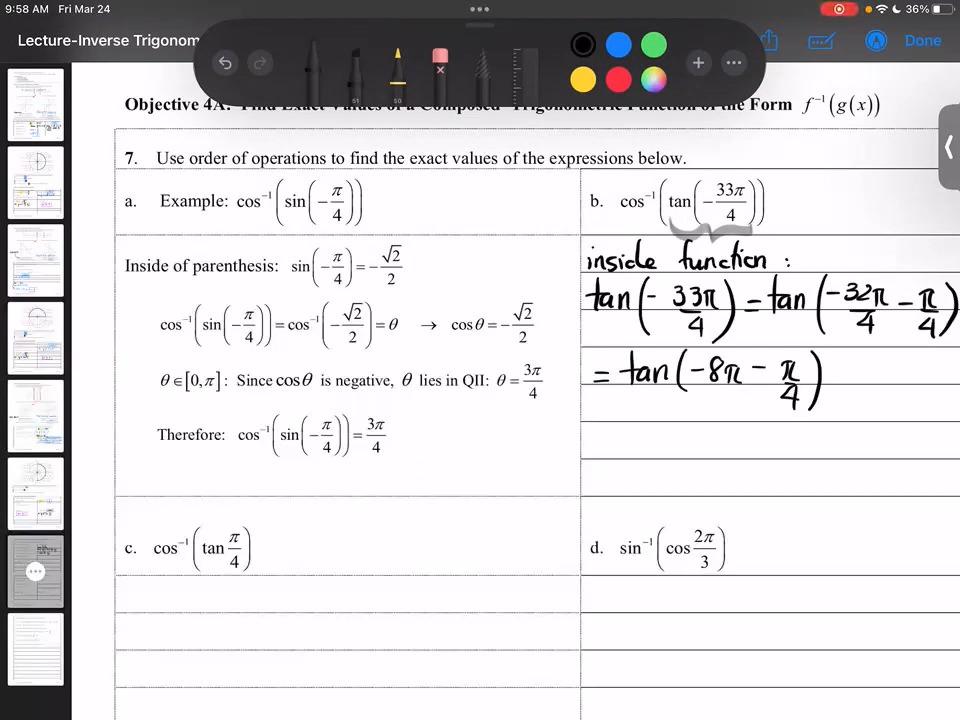 9:58 AM Fri Mar 24
36%
Lecture-Inverse Trigonom
51
50
Done
Objective 4A: Find Exact Values of a Composed Trigonometric Function of the Form f⁻¹(g(x))
7. Use order of operations to find the exact values of the expressions below.
a. Example: cos⁻¹(sin(-π/4))
b. cos⁻¹(tan(-33π/4))
Inside of parenthesis: sin(-π/4) = -√2/2
cos⁻¹(sin(-π/4)) = cos⁻¹(-√2/2) = θ → cosθ = -√2/2
θ ∈ [0, π]: Since cosθ is negative, θ lies in QII: θ = 3π/4
Therefore: cos⁻¹(sin(-π/4)) = 3π/4
inside function :
tan(-33π/4) = tan(-32π/4 - π/4)
= tan(-8π - π/4)
c. cos⁻¹(tan π/4)
d. sin⁻¹(cos 2π/3)